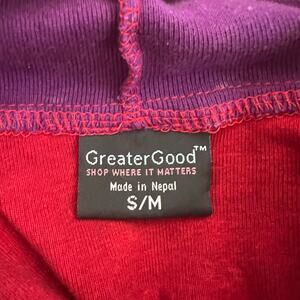 GreaterGood™
SHOP WHERE IT MATTERS
Made in Nepal
S/M